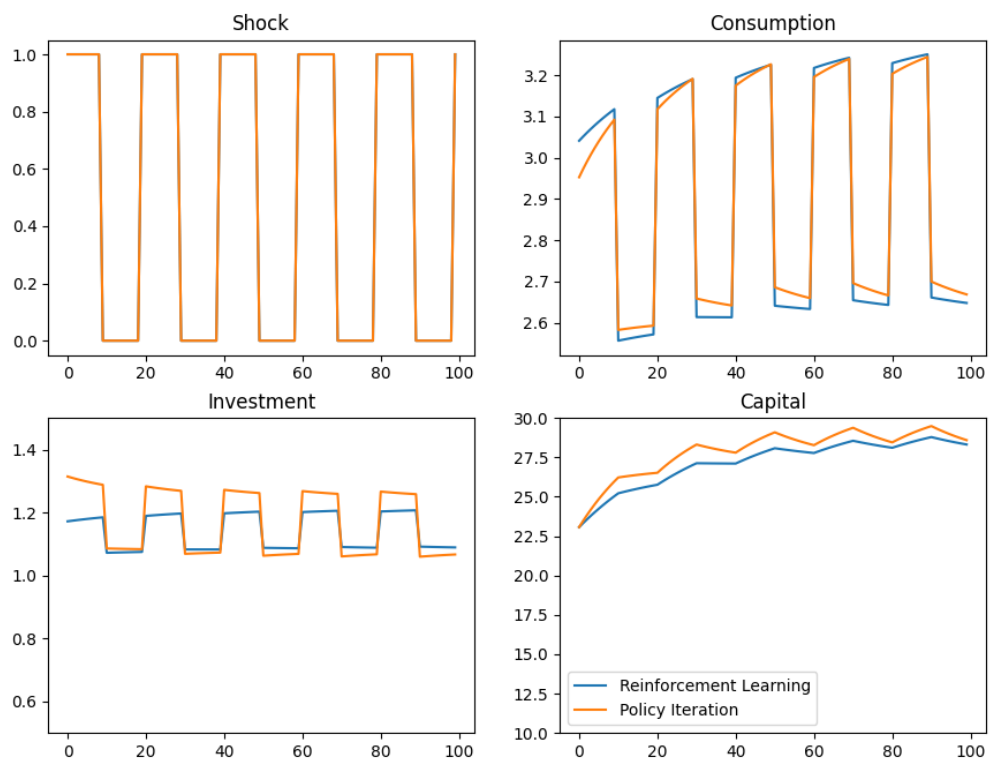 Shock
1.0
0.8
0.6
0.4
0.2
0.0
0 20 40 60 80 100
Consumption
3.2
3.1
3.0
2.9
2.8
2.7
2.6
0 20 40 60 80 100
Investment
1.4
1.2
1.0
0.8
0.6
0 20 40 60 80 100
Capital
30.0
27.5
25.0
22.5
20.0
17.5
15.0
12.5
10.0
Reinforcement Learning
Policy Iteration
0 20 40 60 80 100